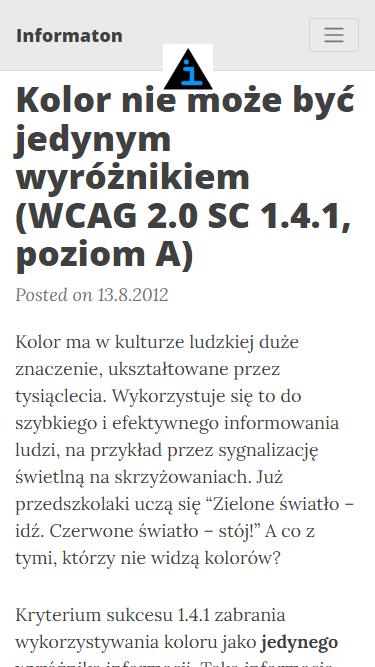 Informaton
i
Kolor nie może być
jedynym
wyróżnikiem
(WCAG 2.0 SC 1.4.1,
poziom A)
Posted on 13.8.2012
Kolor ma w kulturze ludzkiej duże
znaczenie, ukształtowane przez
tysiąclecia. Wykorzystuje się to do
szybkiego i efektywnego informowania
ludzi, na przykład przez sygnalizację
świetlną na skrzyżowaniach. Już
przedszkolaki uczą się “Zielone światło –
idź. Czerwone światło – stój!” A co z
tymi, którzy nie widzą kolorów?
Kryterium sukcesu 1.4.1 zabrania
wykorzystywania koloru jako jedynego